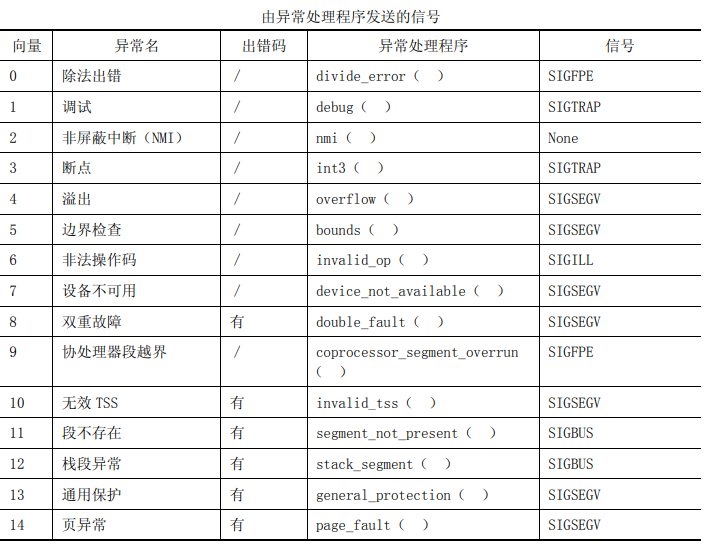 由异常处理程序发送的信号
向量 异常名 出错码 异常处理程序 信号
0 除法出错 / divide_error( ) SIGFPE
1 调试 / debug( ) SIGTRAP
2 非屏蔽中断（NMI） / nmi( ) None
3 断点 / int3( ) SIGTRAP
4 溢出 / overflow( ) SIGSEGV
5 边界检查 / bounds( ) SIGSEGV
6 非法操作码 / invalid_op( ) SIGILL
7 设备不可用 / device_not_available( ) SIGSEGV
8 双重故障 有 double_fault( ) SIGSEGV
9 协处理器段越界 / coprocessor_segment_overrun SIGFPE
( )
10 无效 TSS 有 invalid_tss( ) SIGSEGV
11 段不存在 有 segment_not_present( ) SIGBUS
12 栈段异常 有 stack_segment( ) SIGBUS
13 通用保护 有 general_protection( ) SIGSEGV
14 页异常 有 page_fault( ) SIGSEGV